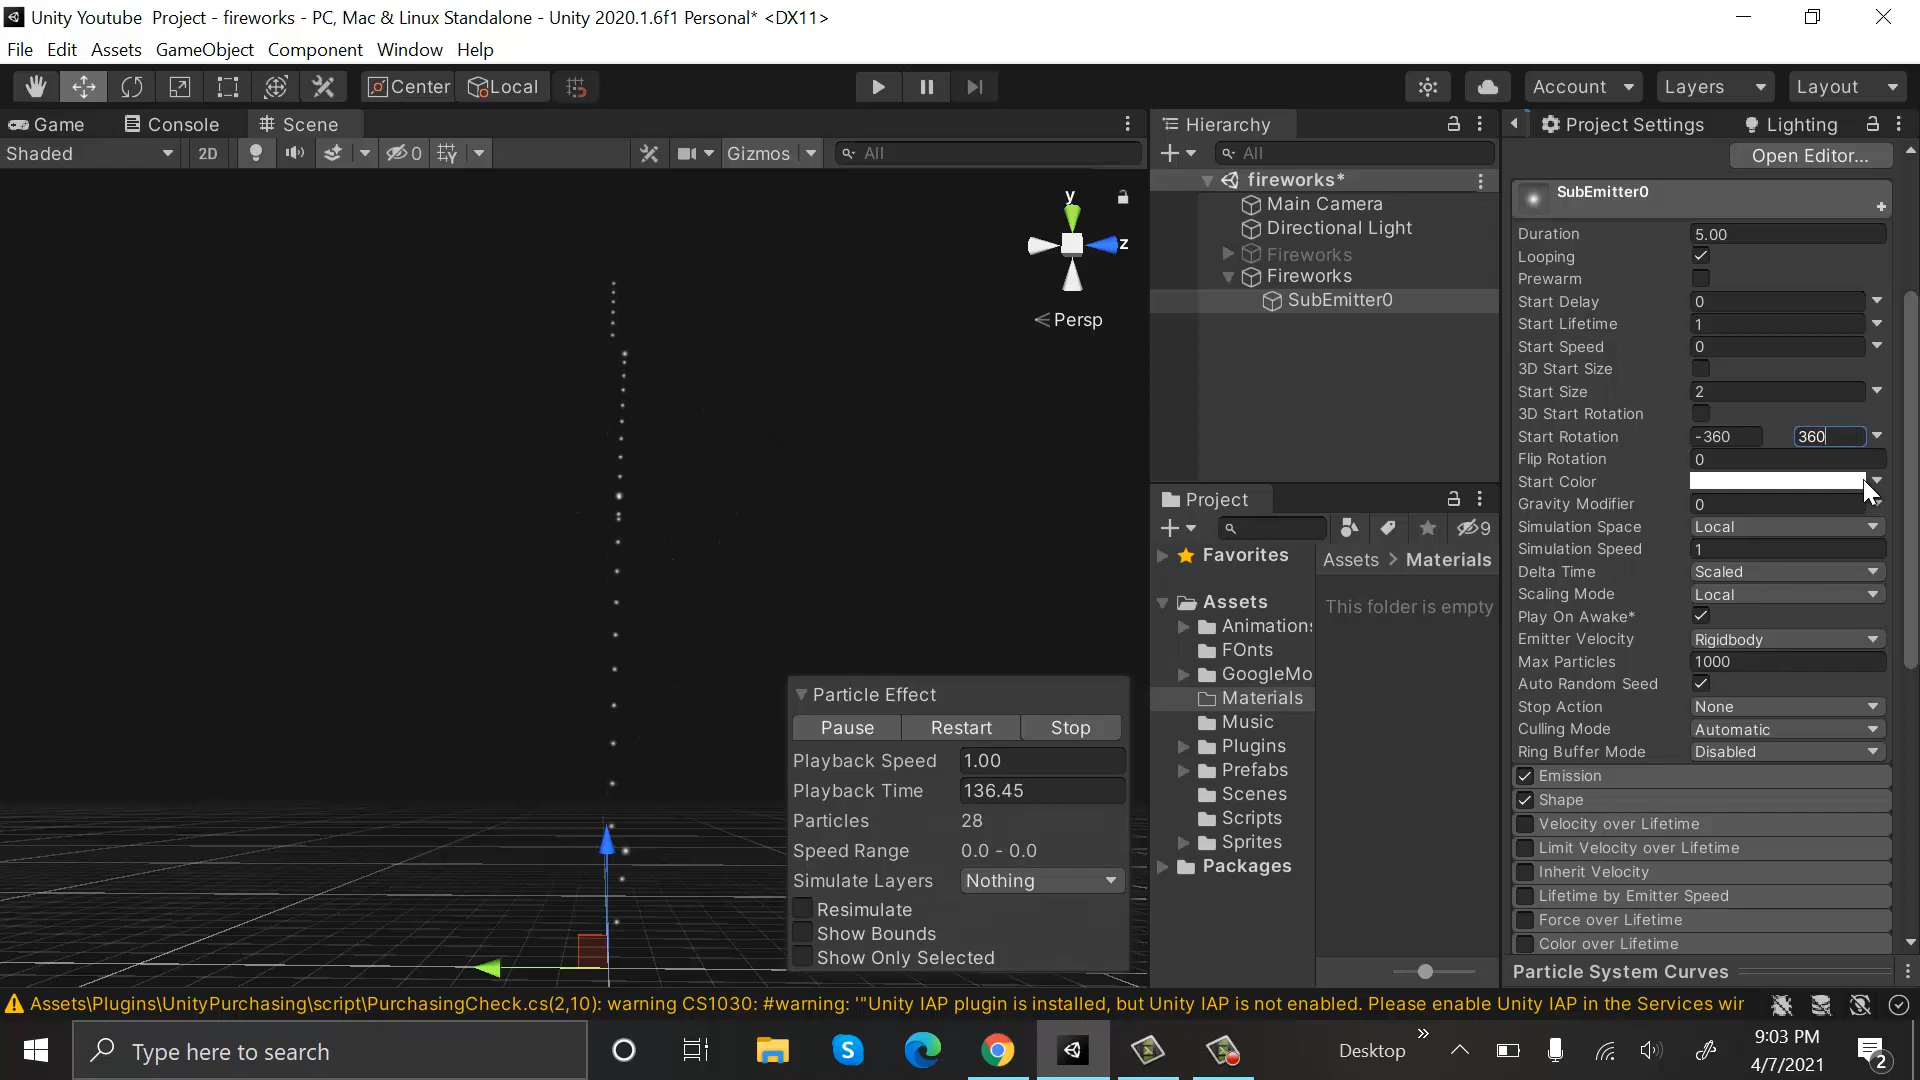 Unity Youtube Project - fireworks - PC, Mac & Linux Standalone - Unity 2020.1.6f1 Personal* <DX11>
File Edit Assets GameObject Component Window Help
Center Local Account Layers Layout
Game Console Scene
Shaded 2D 0 Gizmos All
y
z
Persp
Particle Effect
Pause Restart Stop
Playback Speed 1.00
Playback Time 136.45
Particles 28
Speed Range 0.0 - 0.0
Simulate Layers Nothing
Resimulate
Show Bounds
Show Only Selected
Hierarchy
All
fireworks*
Main Camera
Directional Light
Fireworks
Fireworks
SubEmitter0
Project
9
Favorites
Assets
Animations
FOnts
GoogleMo
Materials
Music
Plugins
Prefabs
Scenes
Scripts
Sprites
Packages
Assets > Materials
This folder is empty
Project Settings Lighting
Open Editor...
SubEmitter0
Duration 5.00
Looping
Prewarm
Start Delay 0
Start Lifetime 1
Start Speed 0
3D Start Size
Start Size 2
3D Start Rotation
Start Rotation -360 360
Flip Rotation 0
Start Color
Gravity Modifier 0
Simulation Space Local
Simulation Speed 1
Delta Time Scaled
Scaling Mode Local
Play On Awake*
Emitter Velocity Rigidbody
Max Particles 1000
Auto Random Seed
Stop Action None
Culling Mode Automatic
Ring Buffer Mode Disabled
Emission
Shape
Velocity over Lifetime
Limit Velocity over Lifetime
Inherit Velocity
Lifetime by Emitter Speed
Force over Lifetime
Color over Lifetime
Particle System Curves
Assets\Plugins\UnityPurchasing\script\PurchasingCheck.cs(2,10): warning CS1030: #warning: '"Unity IAP plugin is installed, but Unity IAP is not enabled. Please enable Unity IAP in the Services wir
Type here to search
Desktop
9:03 PM
4/7/2021
2